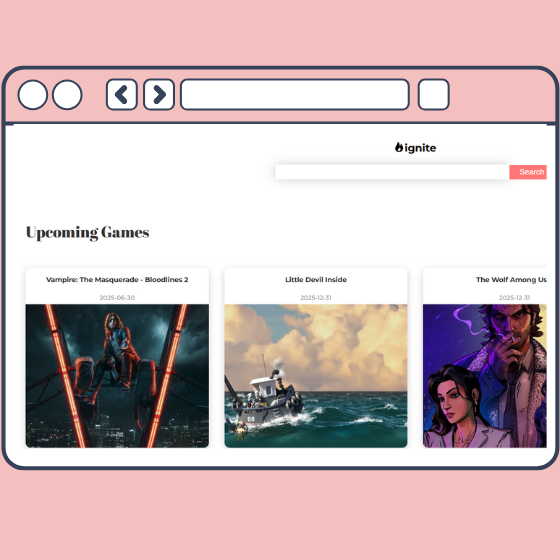 ignite
Search
Upcoming Games
Vampire: The Masquerade - Bloodlines 2
2025-06-30
Little Devil Inside
2025-12-31
The Wolf Among Us
2025-12-31